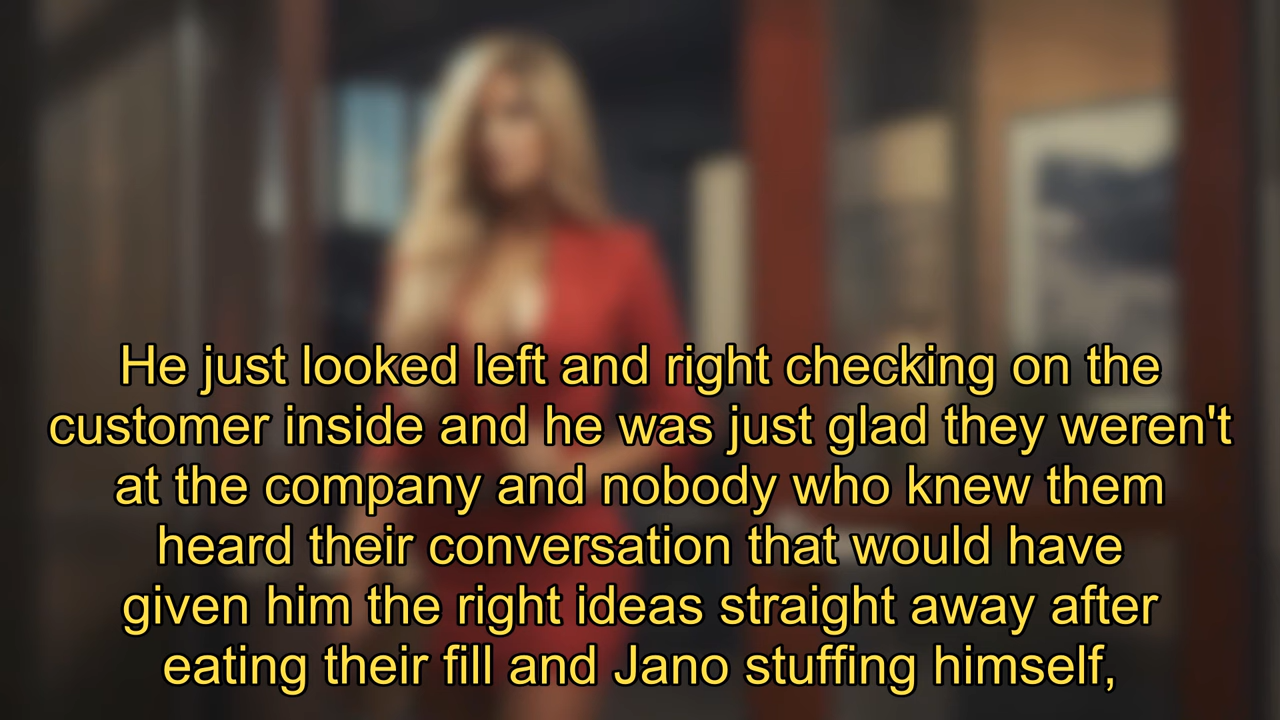 He just looked left and right checking on the
customer inside and he was just glad they weren't
at the company and nobody who knew them
heard their conversation that would have
given him the right ideas straight away after
eating their fill and Jano stuffing himself,